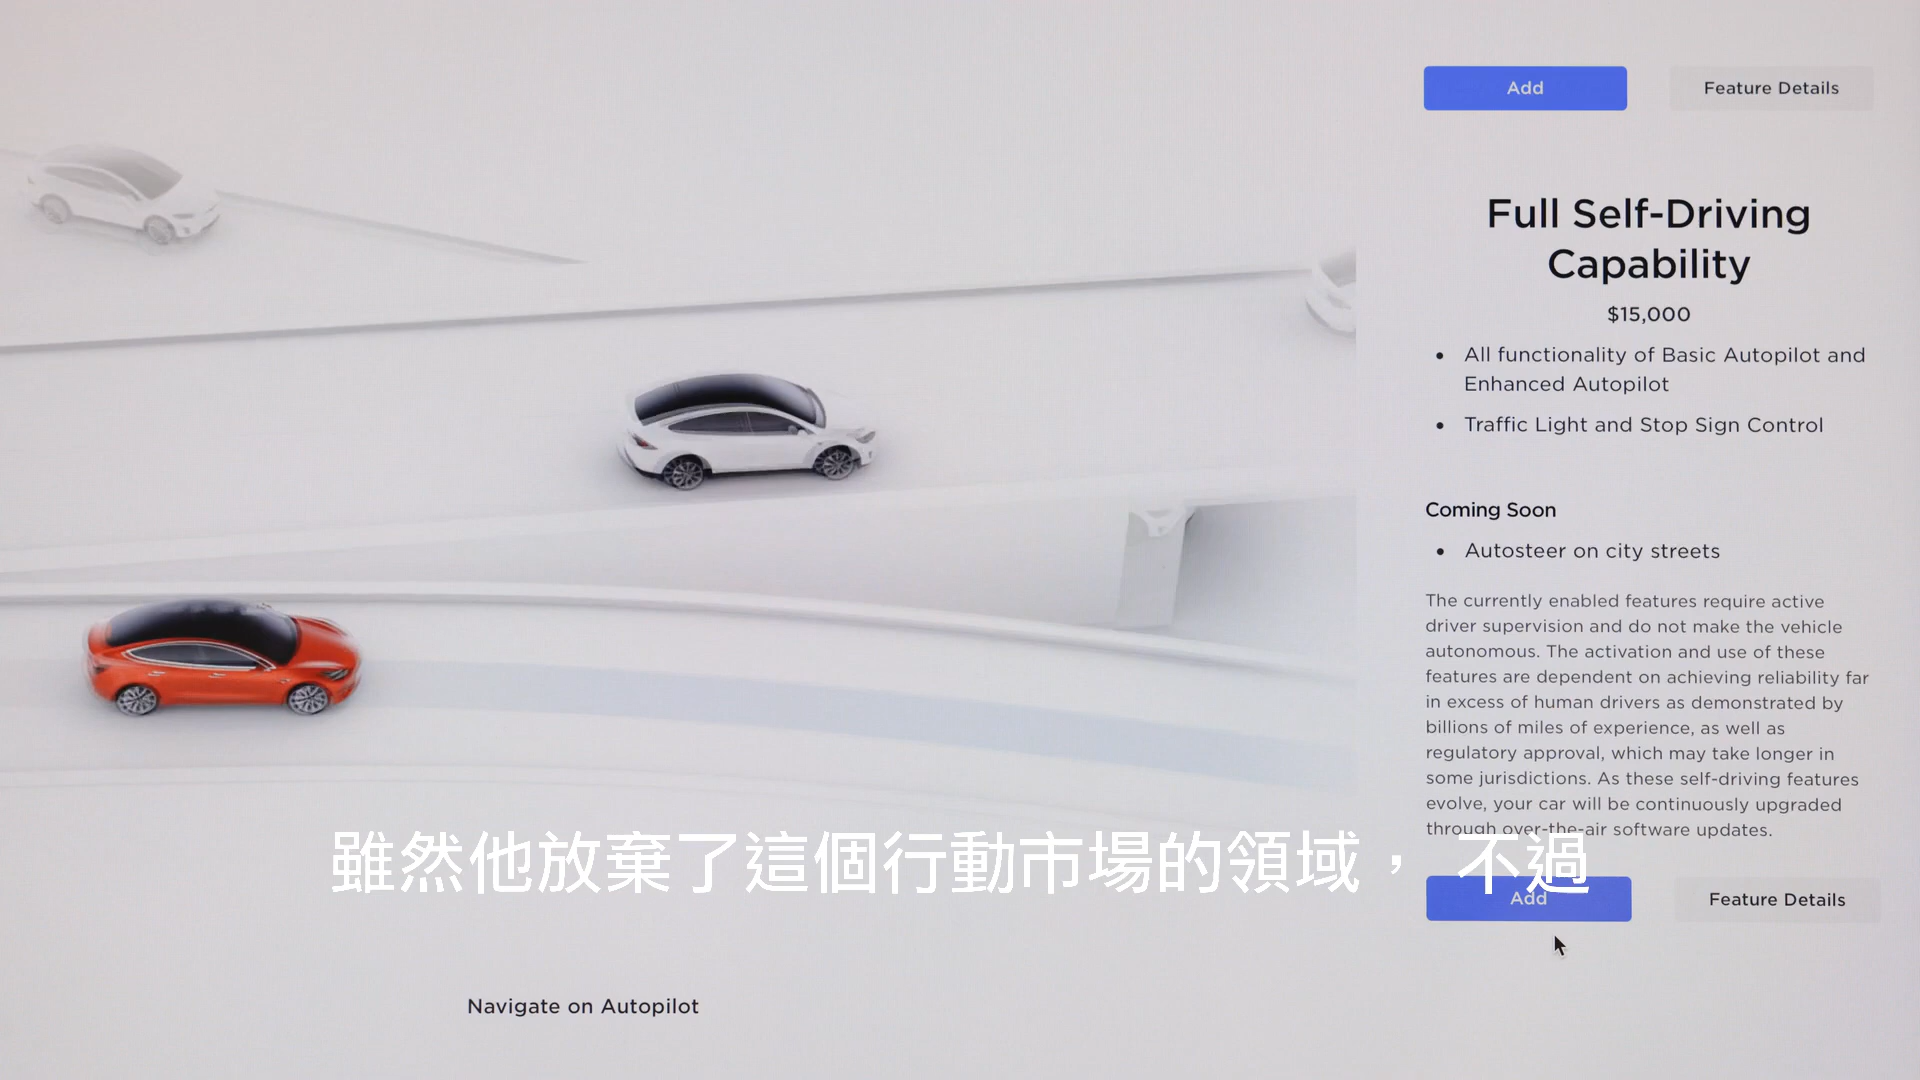 Add
Feature Details
Full Self-Driving
Capability
$15,000
• All functionality of Basic Autopilot and
Enhanced Autopilot
• Traffic Light and Stop Sign Control
Coming Soon
• Autosteer on city streets
The currently enabled features require active
driver supervision and do not make the vehicle
autonomous. The activation and use of these
features are dependent on achieving reliability far
in excess of human drivers as demonstrated by
billions of miles of experience, as well as
regulatory approval, which may take longer in
some jurisdictions. As these self-driving features
evolve, your car will be continuously upgraded
through over-the-air software updates.
雖然他放棄了這個行動市場的領域， 不過
Add
Feature Details
Navigate on Autopilot